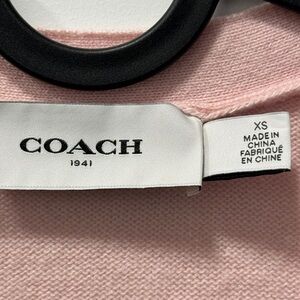 COACH
1941
XS
MADE IN
CHINA
FABRIQUÉ
EN CHINE